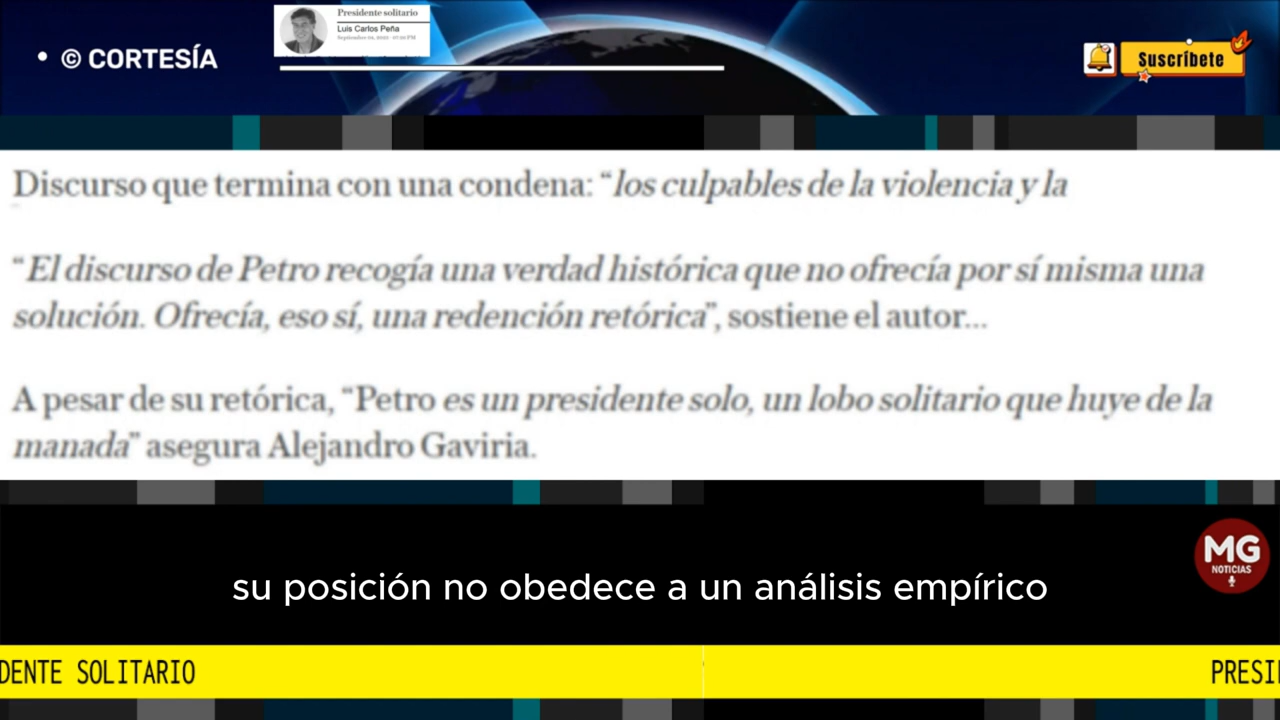 • © CORTESÍA
Presidente solitario
Luis Carlos Peña
Suscríbete
Discurso que termina con una condena: “los culpables de la violencia y la
“El discurso de Petro recogía una verdad histórica que no ofrecía por sí misma una
solución. Ofrecía, eso sí, una redención retórica”, sostiene el autor...
A pesar de su retórica, “Petro es un presidente solo, un lobo solitario que huye de la
manada” asegura Alejandro Gaviria.
MG
NOTICIAS
su posición no obedece a un análisis empírico
DENTE SOLITARIO
PRESI